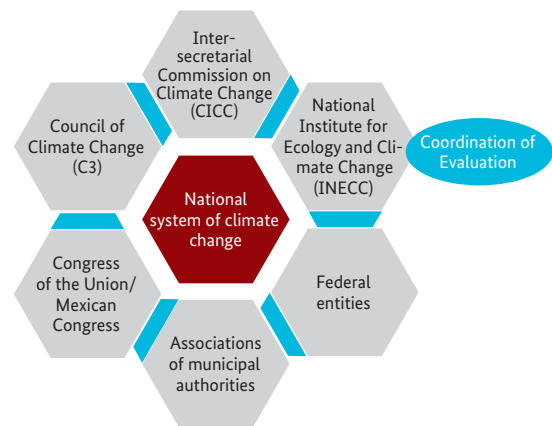 Inter-
secretarial
Commission on
Climate Change
(CICC)
National
Institute for
Ecology and Cli-
mate Change
(INECC)
Coordination of
Evaluation
Council of
Climate Change
(C3)
National
system of climate
change
Congress
of the Union/
Mexican
Congress
Federal
entities
Associations
of municipal
authorities